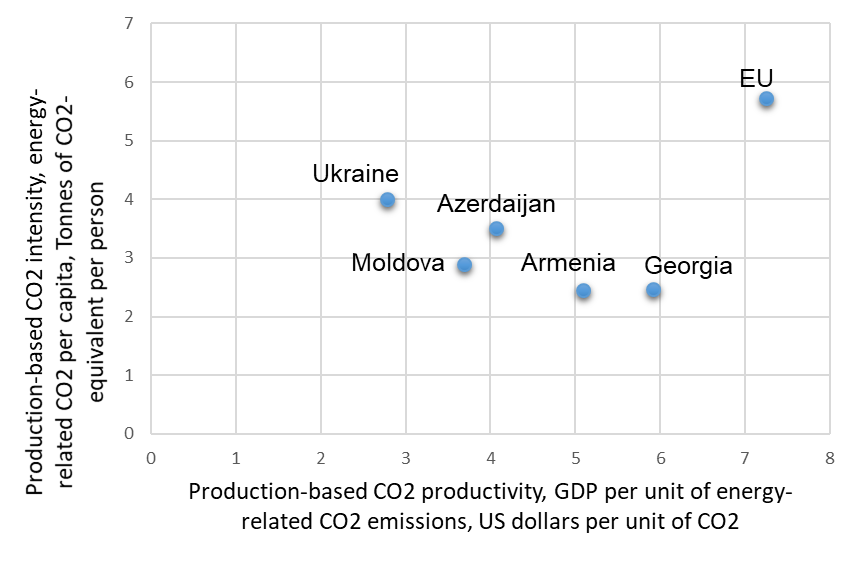 Production-based CO2 intensity, energy-
related CO2 per capita, Tonnes of CO2-
equivalent per person
7
6
5
4
3
2
1
0
EU
Ukraine
Azerdaijan
Moldova
Armenia
Georgia
0 1 2 3 4 5 6 7 8
Production-based CO2 productivity, GDP per unit of energy-
related CO2 emissions, US dollars per unit of CO2